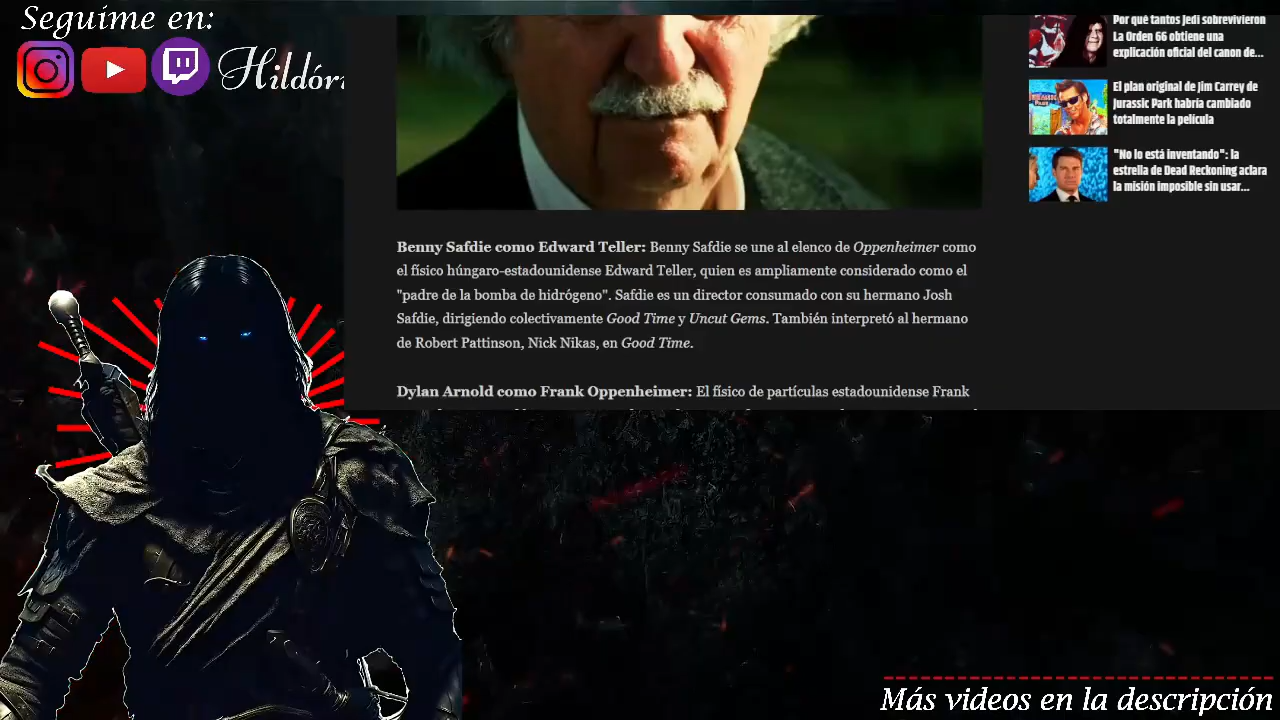 Seguíme en:
Hildór
Por qué tantos Jedi sobrevivieron
La Orden 66 obtiene una
explicación oficial del canon de...
El plan original de Jim Carrey de
Jurassic Park habría cambiado
totalmente la película
"No lo está inventando": la
estrella de Dead Reckoning aclara
la misión imposible sin usar...
Benny Safdie como Edward Teller: Benny Safdie se une al elenco de Oppenheimer como
el físico húngaro-estadounidense Edward Teller, quien es ampliamente considerado como el
"padre de la bomba de hidrógeno". Safdie es un director consumado con su hermano Josh
Safdie, dirigiendo colectivamente Good Time y Uncut Gems. También interpretó al hermano
de Robert Pattinson, Nick Nikas, en Good Time.
Dylan Arnold como Frank Oppenheimer: El físico de partículas estadounidense Frank
Más videos en la descripción